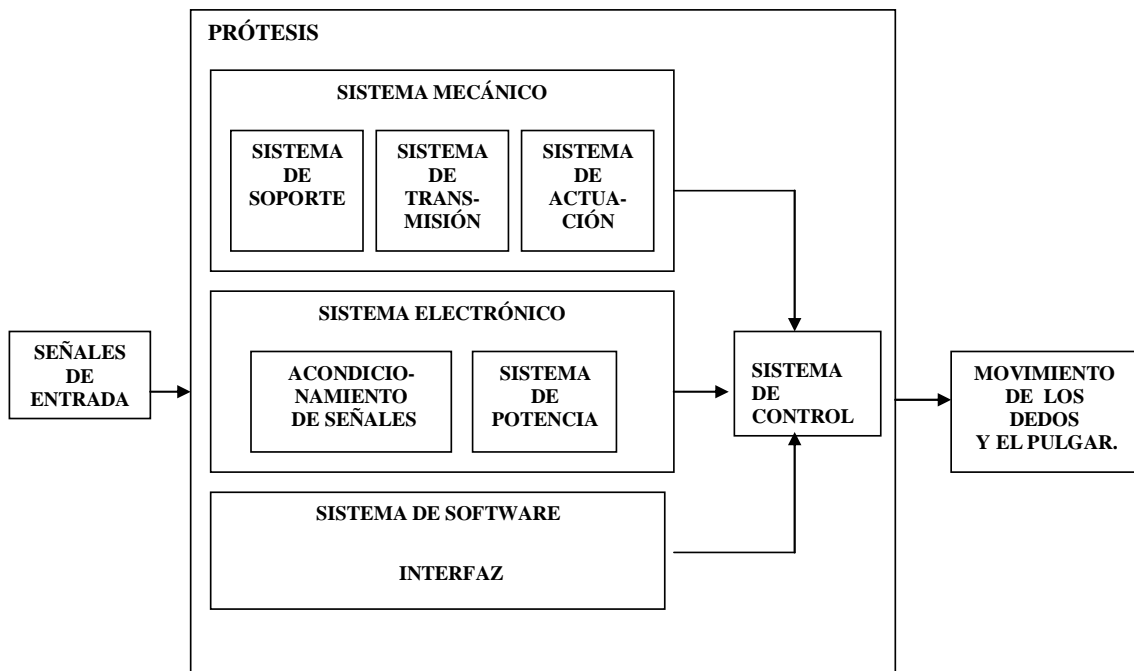 PRÓTESIS
SISTEMA MECÁNICO
SISTEMA
DE
SOPORTE
SISTEMA
DE
TRANS-
MISIÓN
SISTEMA
DE
ACTUA-
CIÓN
SISTEMA ELECTRÓNICO
ACONDICIO-
NAMIENTO
DE SEÑALES
SISTEMA
DE
POTENCIA
SISTEMA DE SOFTWARE
INTERFAZ
SEÑALES
DE
ENTRADA
SISTEMA
DE
CONTROL
MOVIMIENTO
DE LOS
DEDOS
Y EL PULGAR.